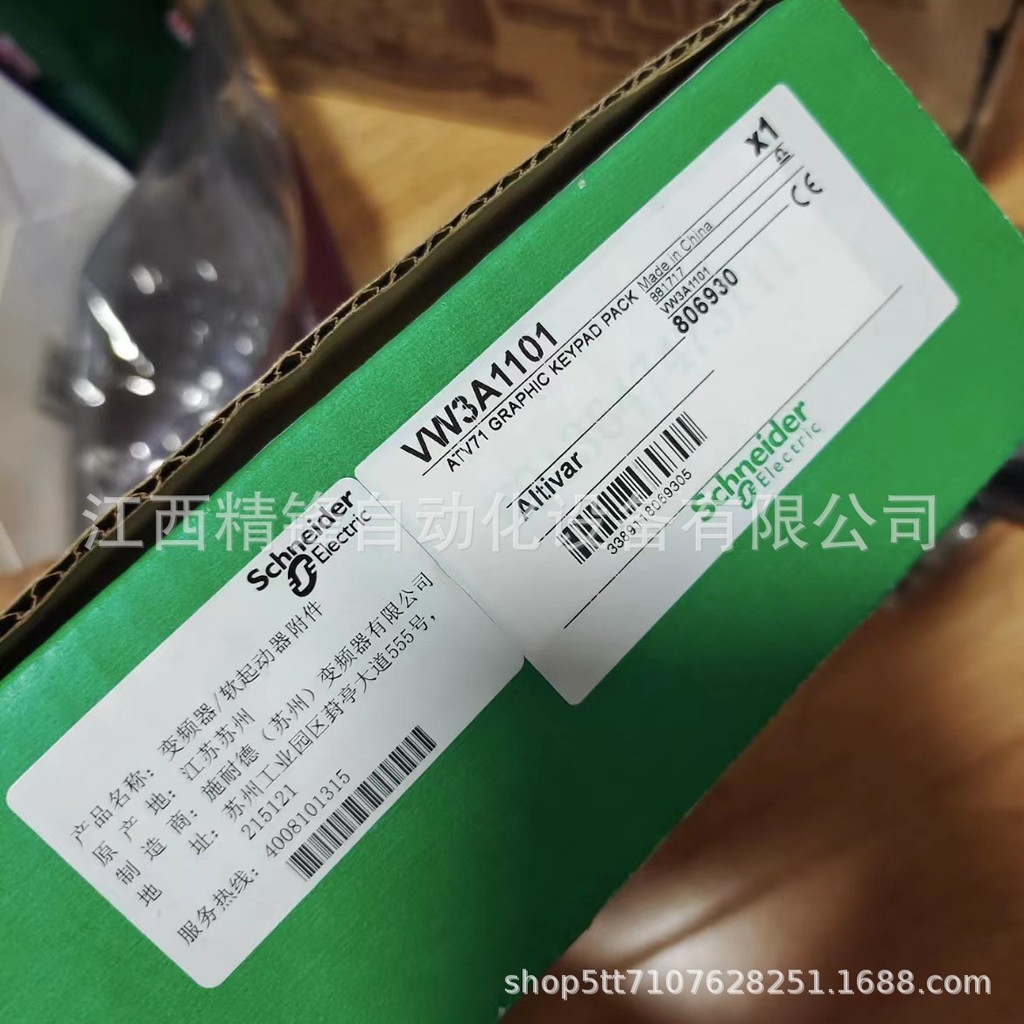 VW3A1101
ATV71 GRAPHIC KEYPAD PACK
Made in China
881717
VW3A1101
806930
X1
CE
Altivar
3389118059305
Schneider
Electric
Schneider
Electric
产品名称：变频器/软起动器附件
原 产 地：江苏苏州
制 造 商：施耐德（苏州）变频器有限公司
地 址：苏州工业园区葑亭大道555号，
215121
服务热线：4008101315
shop5tt7107628251.1688.com